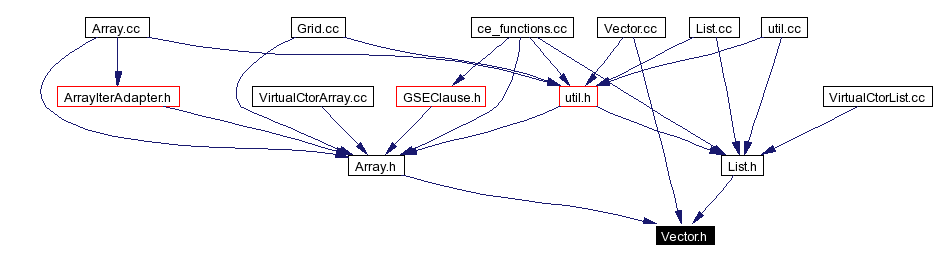 Array.cc
Grid.cc
ce_functions.cc
Vector.cc
List.cc
util.cc
ArrayIterAdapter.h
VirtualCtorArray.cc
GSEClause.h
util.h
VirtualCtorList.cc
Array.h
List.h
Vector.h